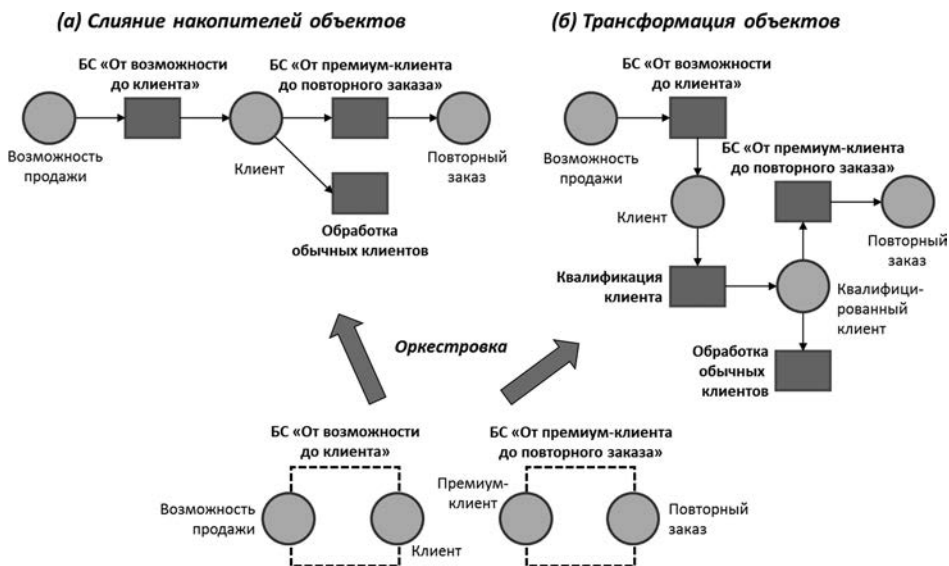 (а) Слияние накопителей объектов
БС «От возможности
до клиента»
БС «От премиум-клиента
до повторного заказа»
Возможность
продажи
Клиент
Повторный
заказ
Обработка
обычных клиентов
(б) Трансформация объектов
БС «От возможности
до клиента»
Возможность
продажи
БС «От премиум-клиента
до повторного заказа»
Клиент
Повторный
заказ
Квалификация
клиента
Квалифици-
рованный
клиент
Обработка
обычных
клиентов
Оркестровка
БС «От возможности
до клиента»
БС «От премиум-клиента
до повторного заказа»
Возможность
продажи
Клиент
Премиум-
клиент
Повторный
заказ